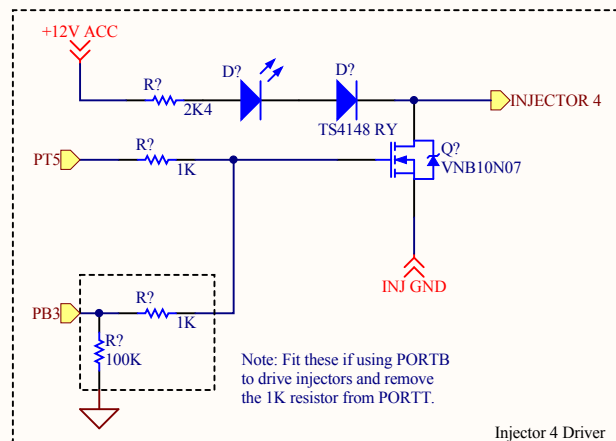 +12V ACC
R?
2K4
D?
D?
TS4148 RY
INJECTOR 4
PT5
R?
1K
Q?
VNB10N07
INJ GND
PB3
R?
1K
R?
100K
Note: Fit these if using PORTB
to drive injectors and remove
the 1K resistor from PORTT.
Injector 4 Driver